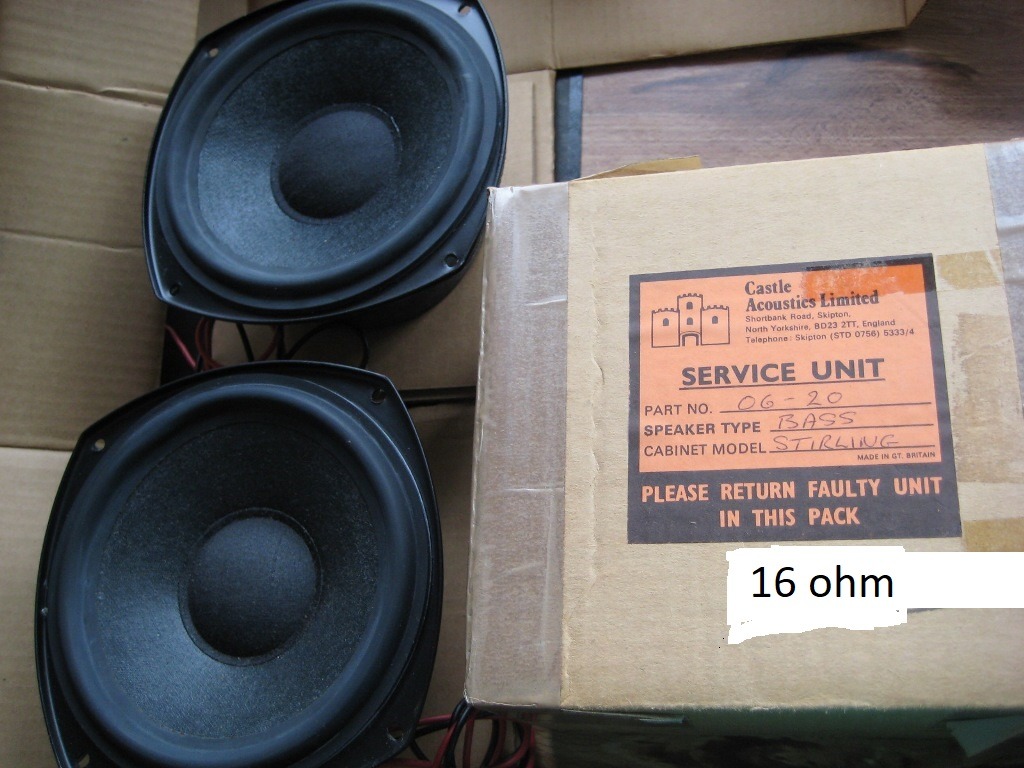 Castle
Acoustics Limited
Shortbank Road, Skipton,
North Yorkshire, BD23 2TT, England
Telephone: Skipton (STD 0756) 5333/4
SERVICE UNIT
PART NO. OG-20
SPEAKER TYPE BASS
CABINET MODEL STIRLING
MADE IN GT. BRITAIN
PLEASE RETURN FAULTY UNIT
IN THIS PACK
16 ohm